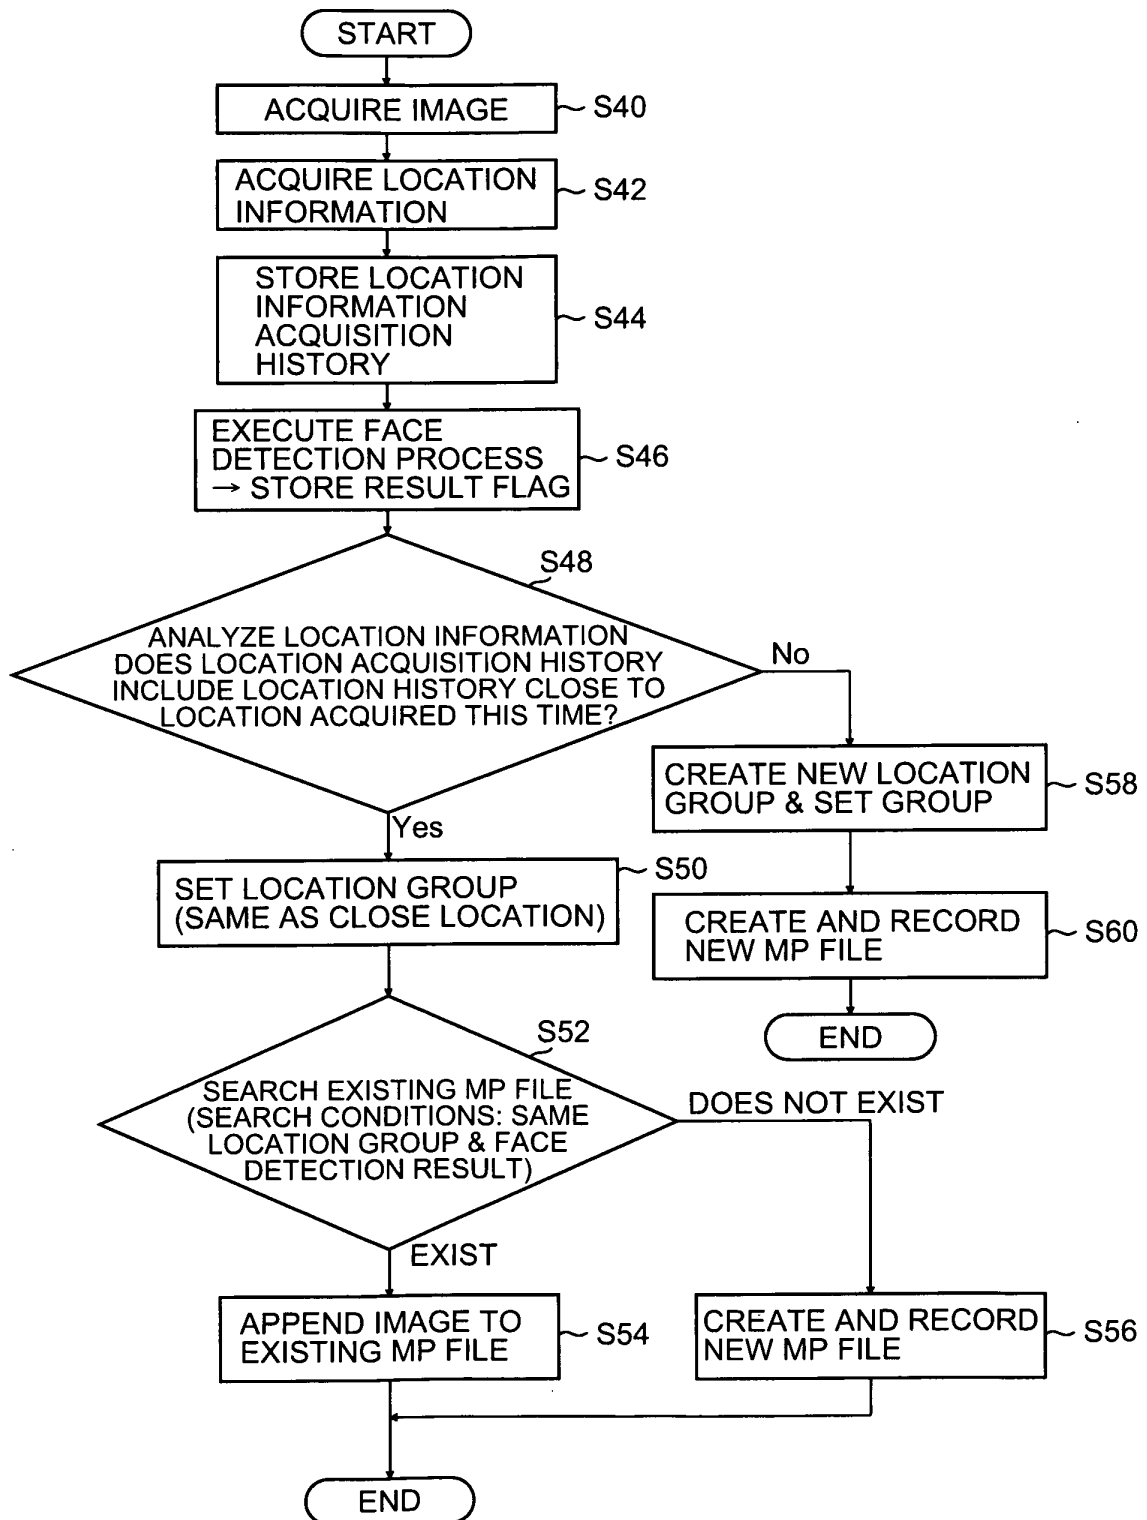 START
ACQUIRE IMAGE
S40
ACQUIRE LOCATION
INFORMATION
S42
STORE LOCATION
INFORMATION
ACQUISITION
HISTORY
S44
EXECUTE FACE
DETECTION PROCESS
→ STORE RESULT FLAG
S46
S48
ANALYZE LOCATION INFORMATION
DOES LOCATION ACQUISITION HISTORY
INCLUDE LOCATION HISTORY CLOSE TO
LOCATION ACQUIRED THIS TIME?
No
Yes
CREATE NEW LOCATION
GROUP & SET GROUP
S58
SET LOCATION GROUP
(SAME AS CLOSE LOCATION)
S50
CREATE AND RECORD
NEW MP FILE
S60
END
S52
SEARCH EXISTING MP FILE
(SEARCH CONDITIONS: SAME
LOCATION GROUP & FACE
DETECTION RESULT)
DOES NOT EXIST
EXIST
APPEND IMAGE TO
EXISTING MP FILE
S54
CREATE AND RECORD
NEW MP FILE
S56
END